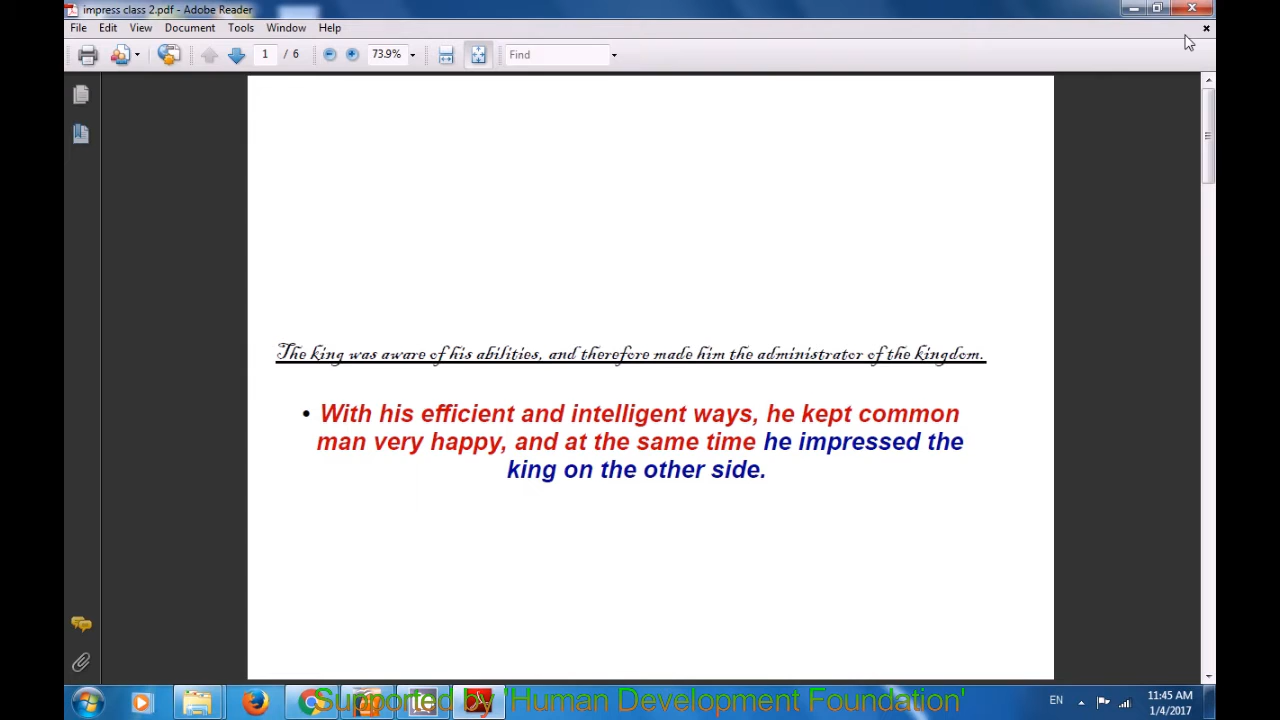 impress class 2.pdf - Adobe Reader
File Edit View Document Tools Window Help
1 / 6 73.9% Find
The king was aware of his abilities, and therefore made him the administrator of the kingdom.
• With his efficient and intelligent ways, he kept common
man very happy, and at the same time he impressed the
king on the other side.
Supported by 'Human Development Foundation'
EN
11:45 AM
1/4/2017